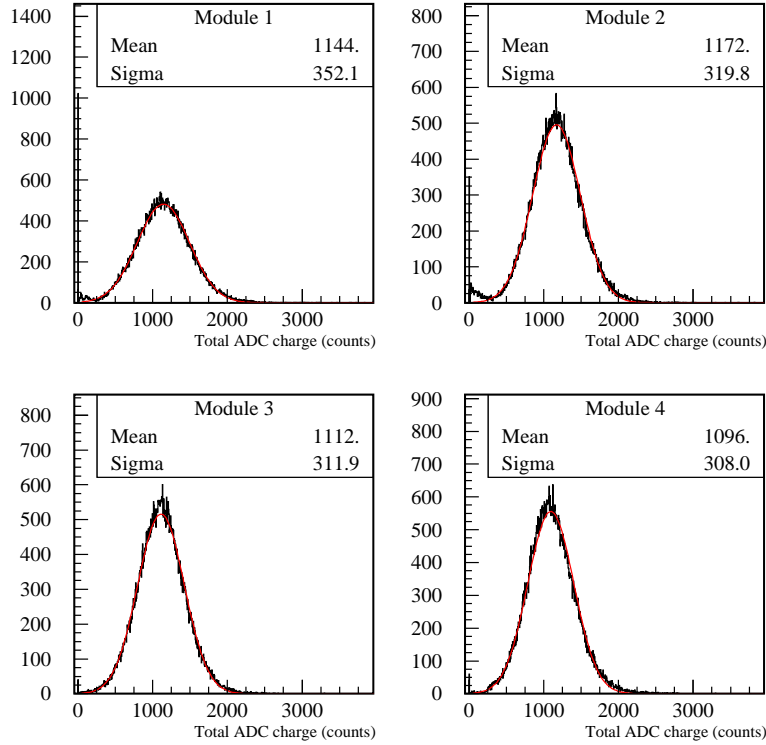 Module 1
Mean 1144.
Sigma 352.1
1400
1200
1000
800
600
400
200
0
0 1000 2000 3000
Total ADC charge (counts)
Module 2
Mean 1172.
Sigma 319.8
800
700
600
500
400
300
200
100
0
0 1000 2000 3000
Total ADC charge (counts)
Module 3
Mean 1112.
Sigma 311.9
800
700
600
500
400
300
200
100
0
0 1000 2000 3000
Total ADC charge (counts)
Module 4
Mean 1096.
Sigma 308.0
900
800
700
600
500
400
300
200
100
0
0 1000 2000 3000
Total ADC charge (counts)